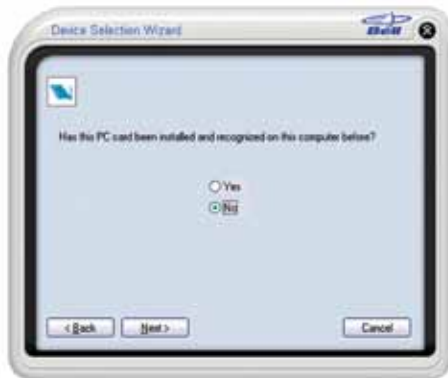 Device Selection Wizard
Bell
Has this PC card been installed and recognized on this computer before?
Yes
No
< Back
Next >
Cancel